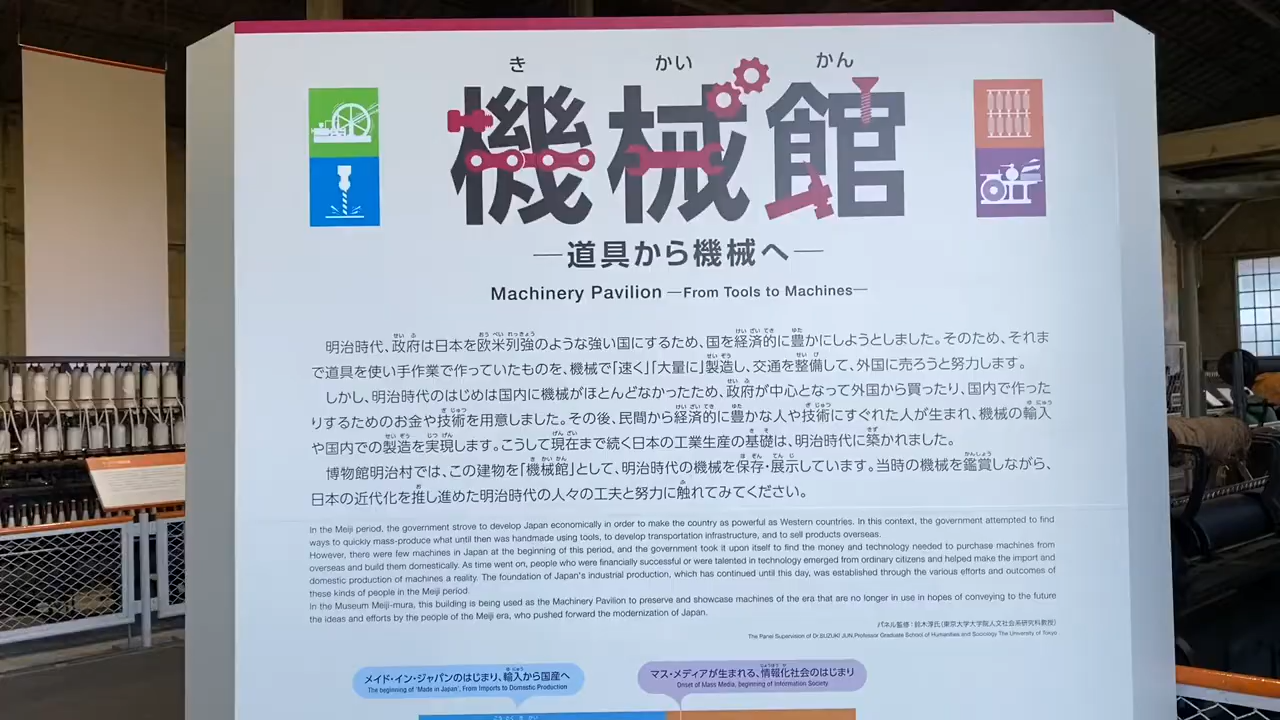 き かい かん
機械館
―道具から機械へ―
Machinery Pavilion ―From Tools to Machines―
明治時代、政府は日本を欧米列強のような強い国にするため、国を経済的に豊かにしようとしました。そのため、それま
で道具を使い手作業で作っていたものを、機械で「速く」「大量に」製造し、交通を整備して、外国に売ろうと努力します。
しかし、明治時代のはじめは国内に機械がほとんどなかったため、政府が中心となって外国から買ったり、国内で作った
りするためのお金や技術を用意しました。その後、民間から経済的に豊かな人や技術にすぐれた人が生まれ、機械の輸入
や国内での製造を実現します。こうして現在まで続く日本の工業生産の基礎は、明治時代に築かれました。
博物館明治村では、この建物を「機械館」として、明治時代の機械を保存・展示しています。当時の機械を鑑賞しながら、
日本の近代化を推し進めた明治時代の人々の工夫と努力に触れてみてください。
In the Meiji period, the government strove to develop Japan economically in order to make the country as powerful as Western countries. In this context, the government attempted to find
ways to quickly mass-produce what until then was handmade using tools, to develop transportation infrastructure, and to sell products overseas.
However, there were few machines in Japan at the beginning of this period, and the government took it upon itself to find the money and technology needed to purchase machines from
overseas and build them domestically. As time went on, people who were financially successful or were talented in technology emerged from ordinary citizens and helped make the import and
domestic production of machines a reality. The foundation of Japan's industrial production, which has continued until this day, was established through the various efforts and outcomes of
these kinds of people in the Meiji period.
In the Museum Meiji-mura, this building is being used as the Machinery Pavilion to preserve and showcase machines of the era that are no longer in use in hopes of conveying to the future
the ideas and efforts by the people of the Meiji era, who pushed forward the modernization of Japan.
パネル監修：鈴木淳氏（東京大学大学院人文社会系研究科教授）
The Panel Supervision of Dr.SUZUKI JUN,Professor Graduate School of Humanities and Sociology The University of Tokyo
メイド・イン・ジャパンのはじまり、輸入から国産へ
The beginning of 'Made in Japan', From Imports to Domestic Production
マス・メディアが生まれる、情報化社会のはじまり
Onset of Mass Media, beginning of Information Society